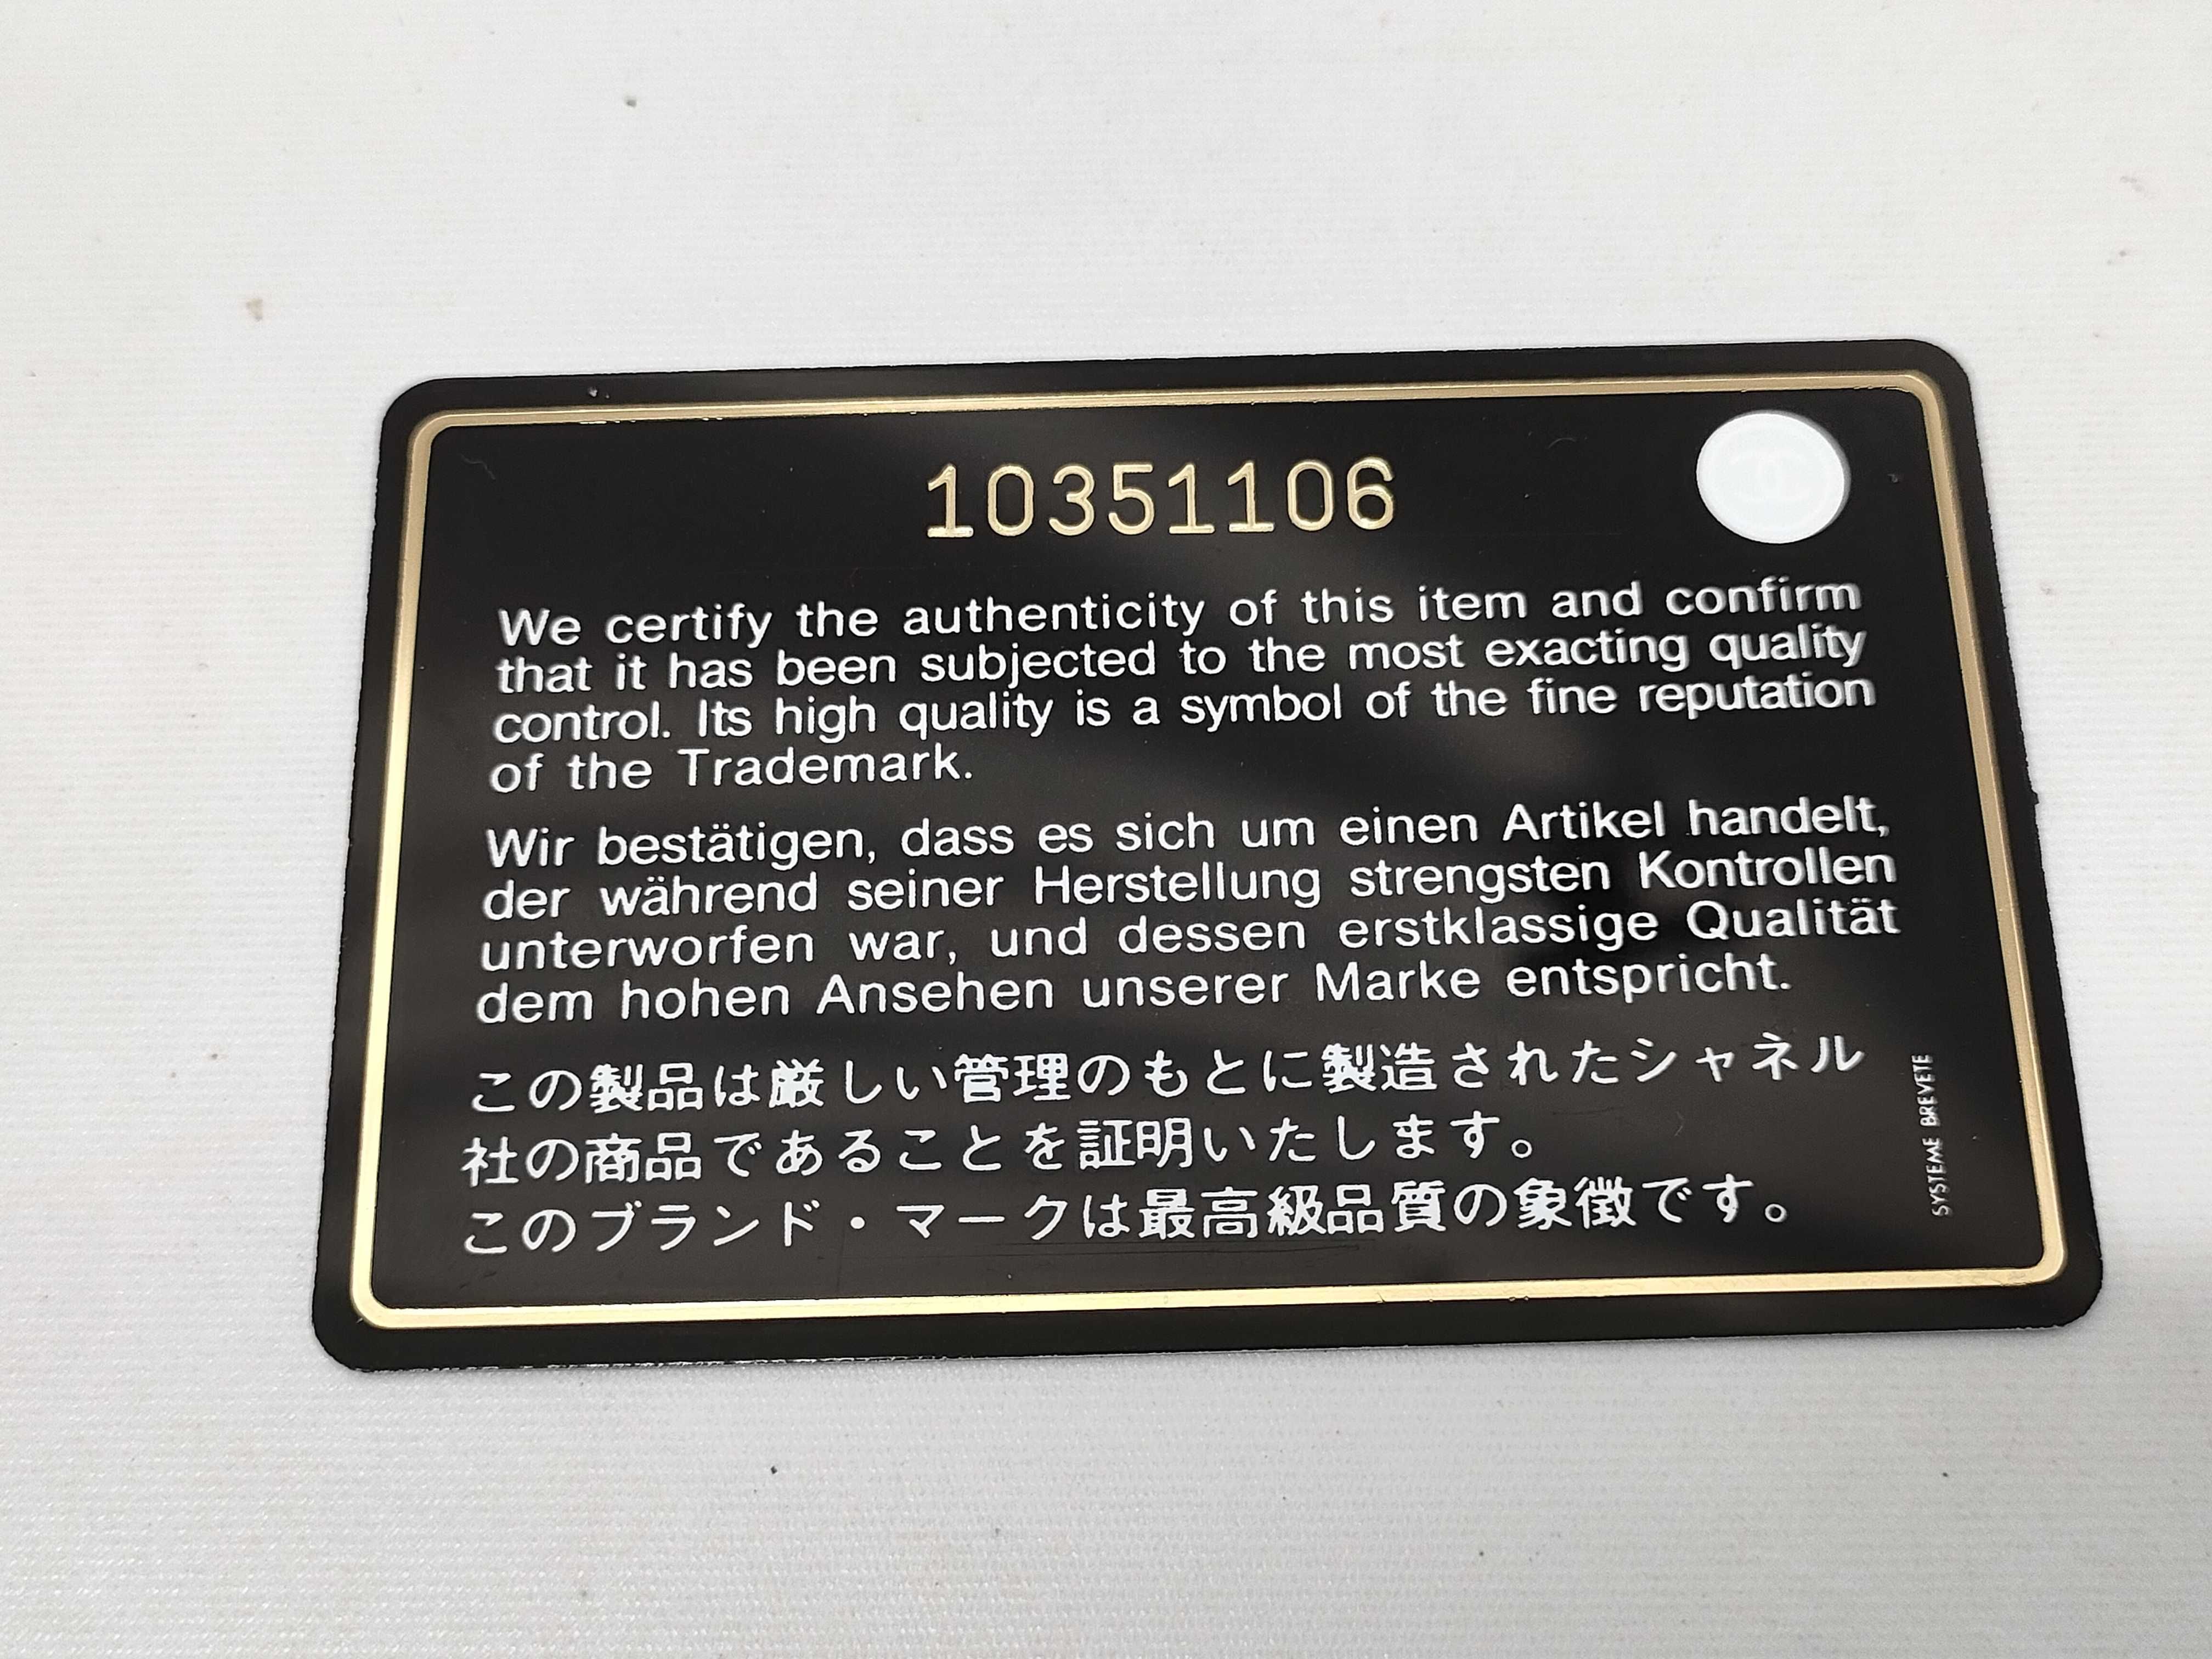 10351106
We certify the authenticity of this item and confirm
that it has been subjected to the most exacting quality
control. Its high quality is a symbol of the fine reputation
of the Trademark.
Wir bestätigen, dass es sich um einen Artikel handelt,
der während seiner Herstellung strengsten Kontrollen
unterworfen war, und dessen erstklassige Qualität
dem hohen Ansehen unserer Marke entspricht.
この製品は厳しい管理のもとに製造されたシャネル
社の商品であることを証明いたします。
このブランド・マークは最高級品質の象徴です。
SYSTEME BREVETE